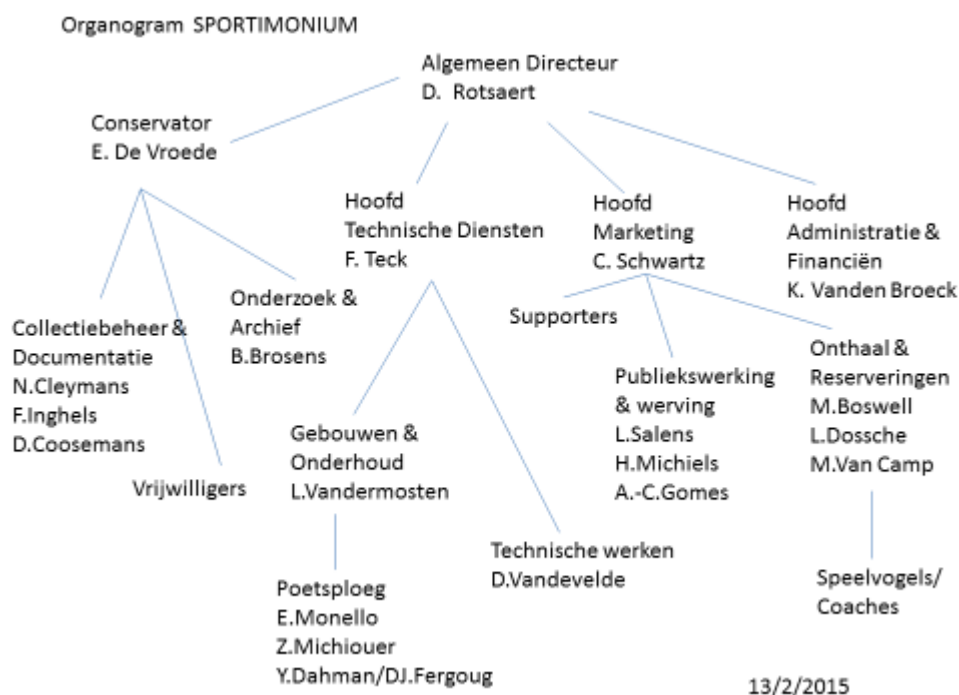 Organogram SPORTIMONIUM
Algemeen Directeur
D. Rotsaert
Conservator
E. De Vroede
Hoofd
Technische Diensten
F. Teck
Hoofd
Marketing
C. Schwartz
Hoofd
Administratie &
Financiën
K. Vanden Broeck
Collectiebeheer &
Documentatie
N.Cleymans
F.Inghels
D.Coosemans
Onderzoek &
Archief
B.Brosens
Vrijwilligers
Gebouwen &
Onderhoud
L.Vandermosten
Poetsploeg
E.Monello
Z.Michiouer
Y.Dahman/DJ.Fergoug
Technische werken
D.Vandevelde
Supporters
Publiekswerking
& werving
L.Salens
H.Michiels
A.-C.Gomes
Onthaal &
Reserveringen
M.Boswell
L.Dossche
M.Van Camp
Speelvogels/
Coaches
13/2/2015